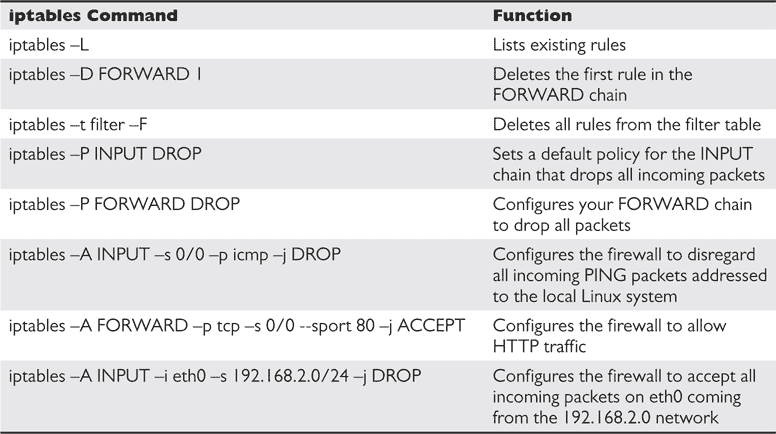 iptables Command Function
iptables –L Lists existing rules
iptables –D FORWARD 1 Deletes the first rule in the
FORWARD chain
iptables –t filter –F Deletes all rules from the filter table
iptables –P INPUT DROP Sets a default policy for the INPUT
chain that drops all incoming packets
iptables –P FORWARD DROP Configures your FORWARD chain
to drop all packets
iptables –A INPUT –s 0/0 –p icmp –j DROP Configures the firewall to disregard
all incoming PING packets addressed
to the local Linux system
iptables –A FORWARD –p tcp –s 0/0 --sport 80 –j ACCEPT Configures the firewall to allow
HTTP traffic
iptables –A INPUT –i eth0 –s 192.168.2.0/24 –j DROP Configures the firewall to accept all
incoming packets on eth0 coming
from the 192.168.2.0 network